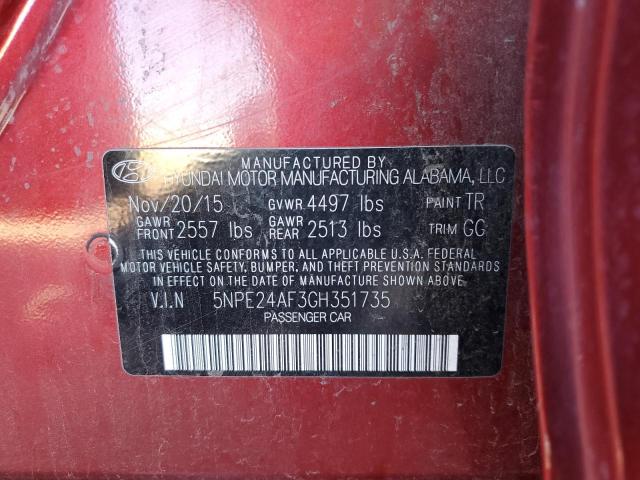 MANUFACTURED BY
HYUNDAI MOTOR MANUFACTURING ALABAMA, LLC
Nov/20/15 GVWR 4497 lbs PAINT TR
GAWR FRONT 2557 lbs GAWR REAR 2513 lbs TRIM GG
THIS VEHICLE CONFORMS TO ALL APPLICABLE U.S.A. FEDERAL
MOTOR VEHICLE SAFETY, BUMPER, AND THEFT PREVENTION
STANDARDS IN EFFECT ON THE DATE OF MANUFACTURE SHOWN ABOVE.
V.I.N 5NPE24AF3GH351735
PASSENGER CAR